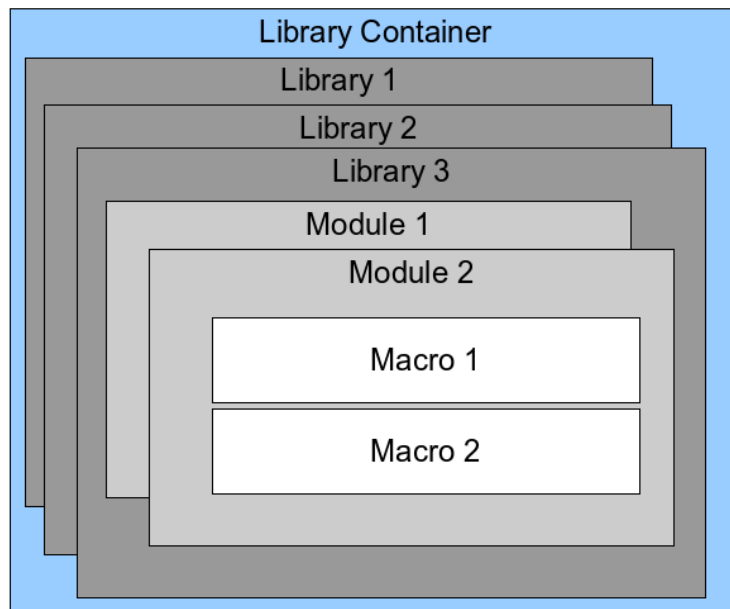 Library Container
Library 1
Library 2
Library 3
Module 1
Module 2
Macro 1
Macro 2